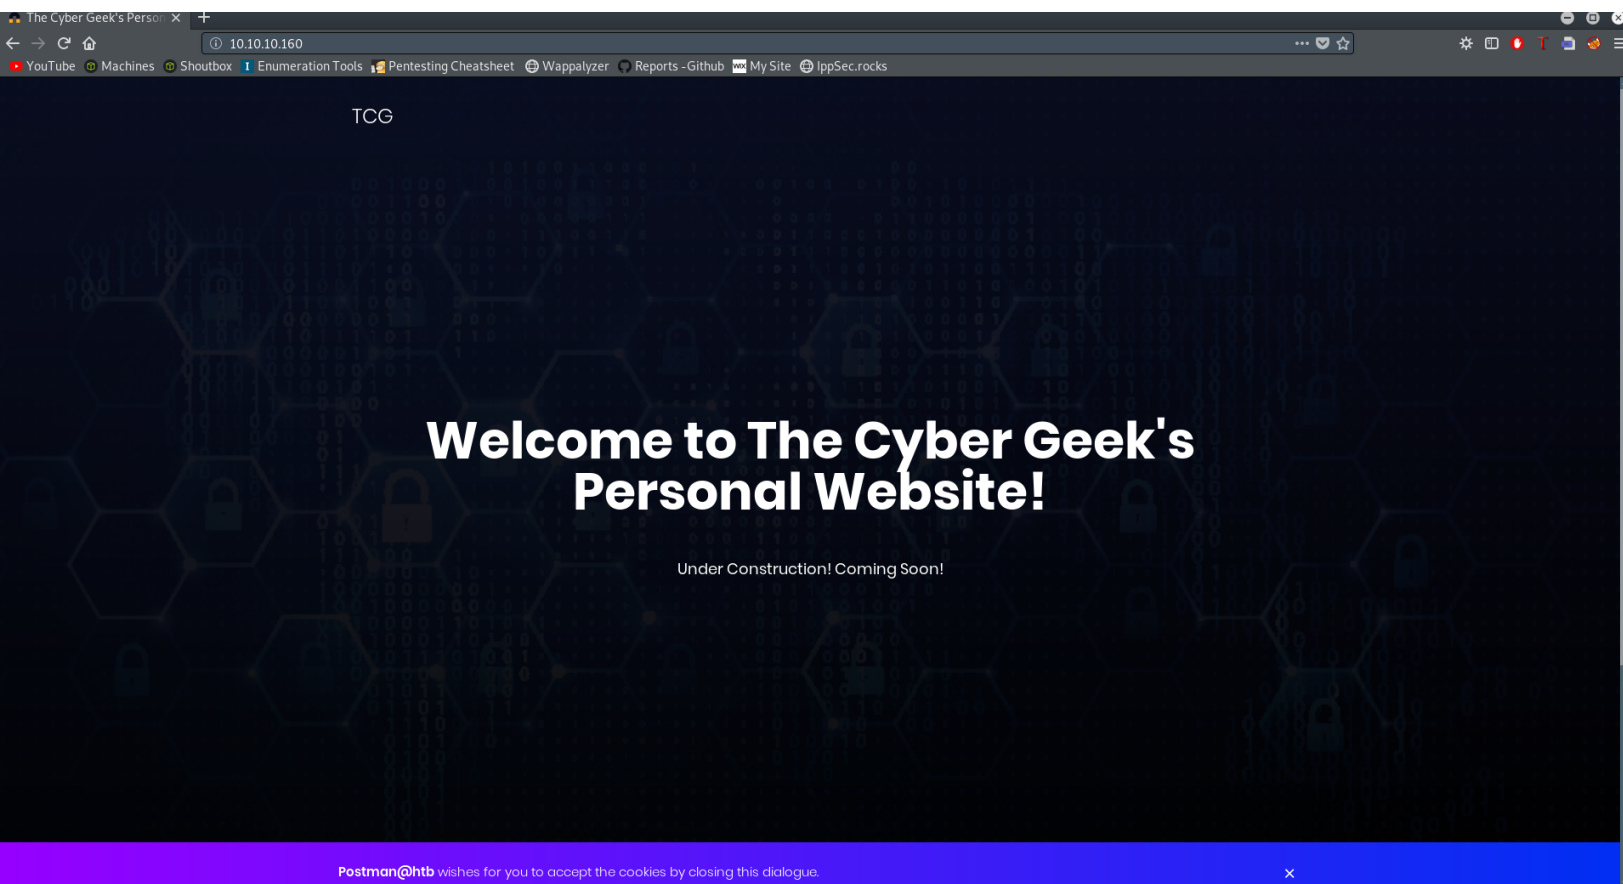 The Cyber Geek's Person
10.10.10.160
YouTube Machines Shoutbox Enumeration Tools Pentesting Cheatsheet Wappalyzer Reports - Github My Site IppSec.rocks
TCG
Welcome to The Cyber Geek's
Personal Website!
Under Construction! Coming Soon!
Postman@htb wishes for you to accept the cookies by closing this dialogue.